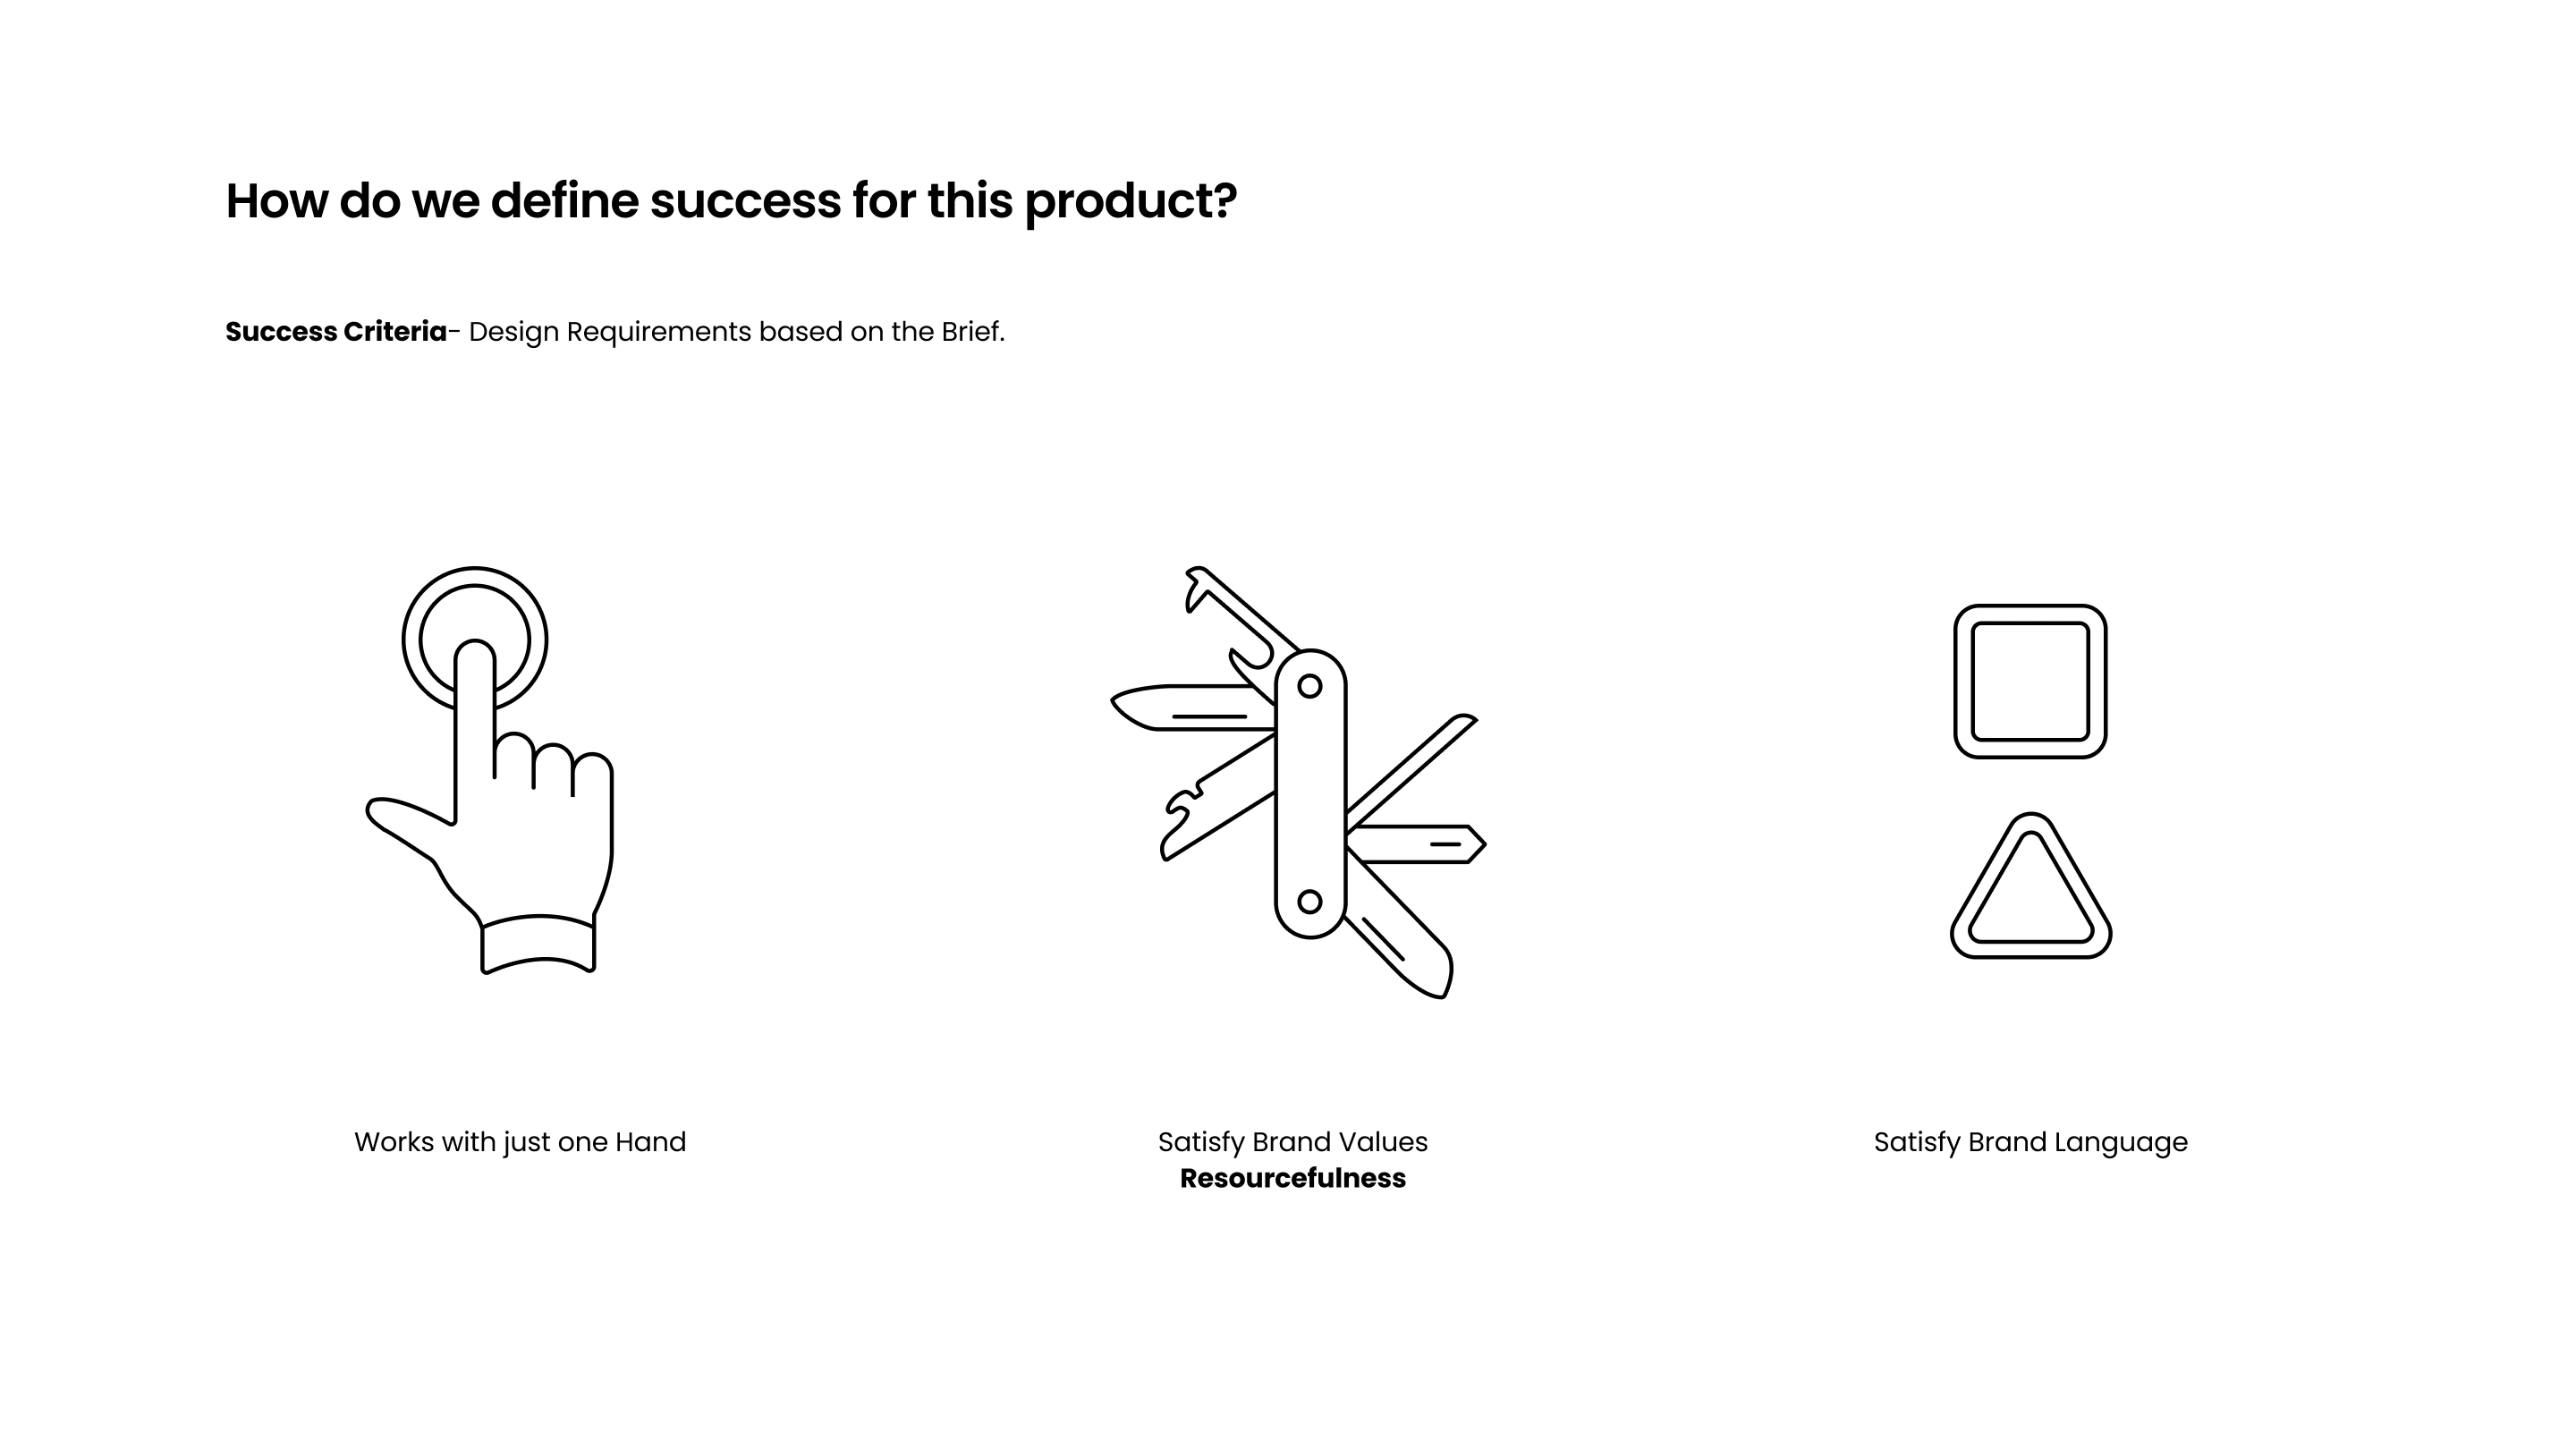 How do we define success for this product?
Success Criteria- Design Requirements based on the Brief.
Works with just one Hand
Satisfy Brand Values
Resourcefulness
Satisfy Brand Language